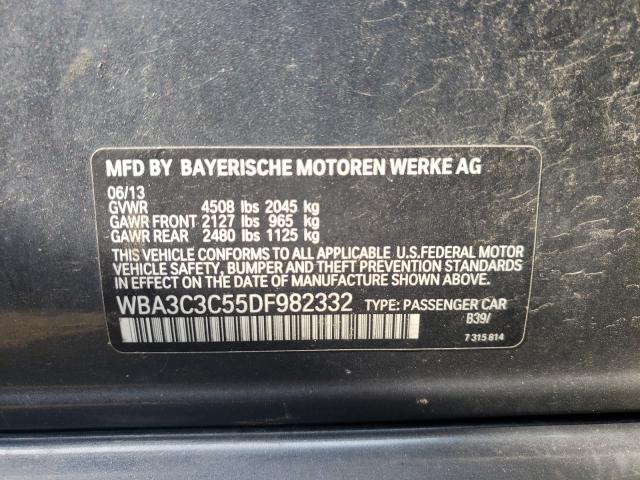 MFD BY BAYERISCHE MOTOREN WERKE AG
06/13
GVWR 4508 lbs 2045 kg
GAWR FRONT 2127 lbs 965 kg
GAWR REAR 2480 lbs 1125 kg
THIS VEHICLE CONFORMS TO ALL APPLICABLE U.S.FEDERAL MOTOR
VEHICLE SAFETY, BUMPER AND THEFT PREVENTION STANDARDS
IN EFFECT ON THE DATE OF MANUFACTURE SHOWN ABOVE.
WBA3C3C55DF982332 TYPE: PASSENGER CAR
B39/
7 315 814